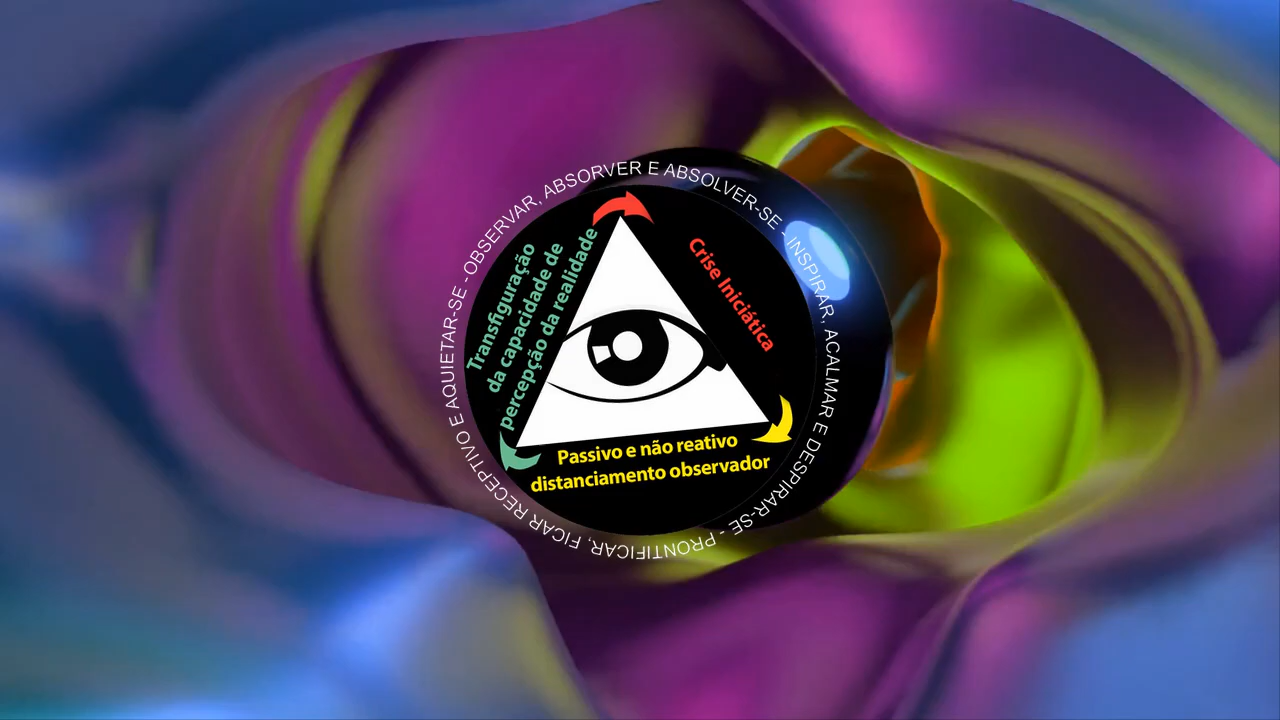 OBSERVAR, ABSORVER E ABSOLVER-SE - INSPIRAR, ACALMAR E DESPIRAR-SE - PRONTIFICAR, FICAR RECEPTIVO E AQUIETAR-SE -
Crise Iniciática
Passivo e não reativo
distanciamento observador
Transfiguração
da capacidade de
percepção da realidade